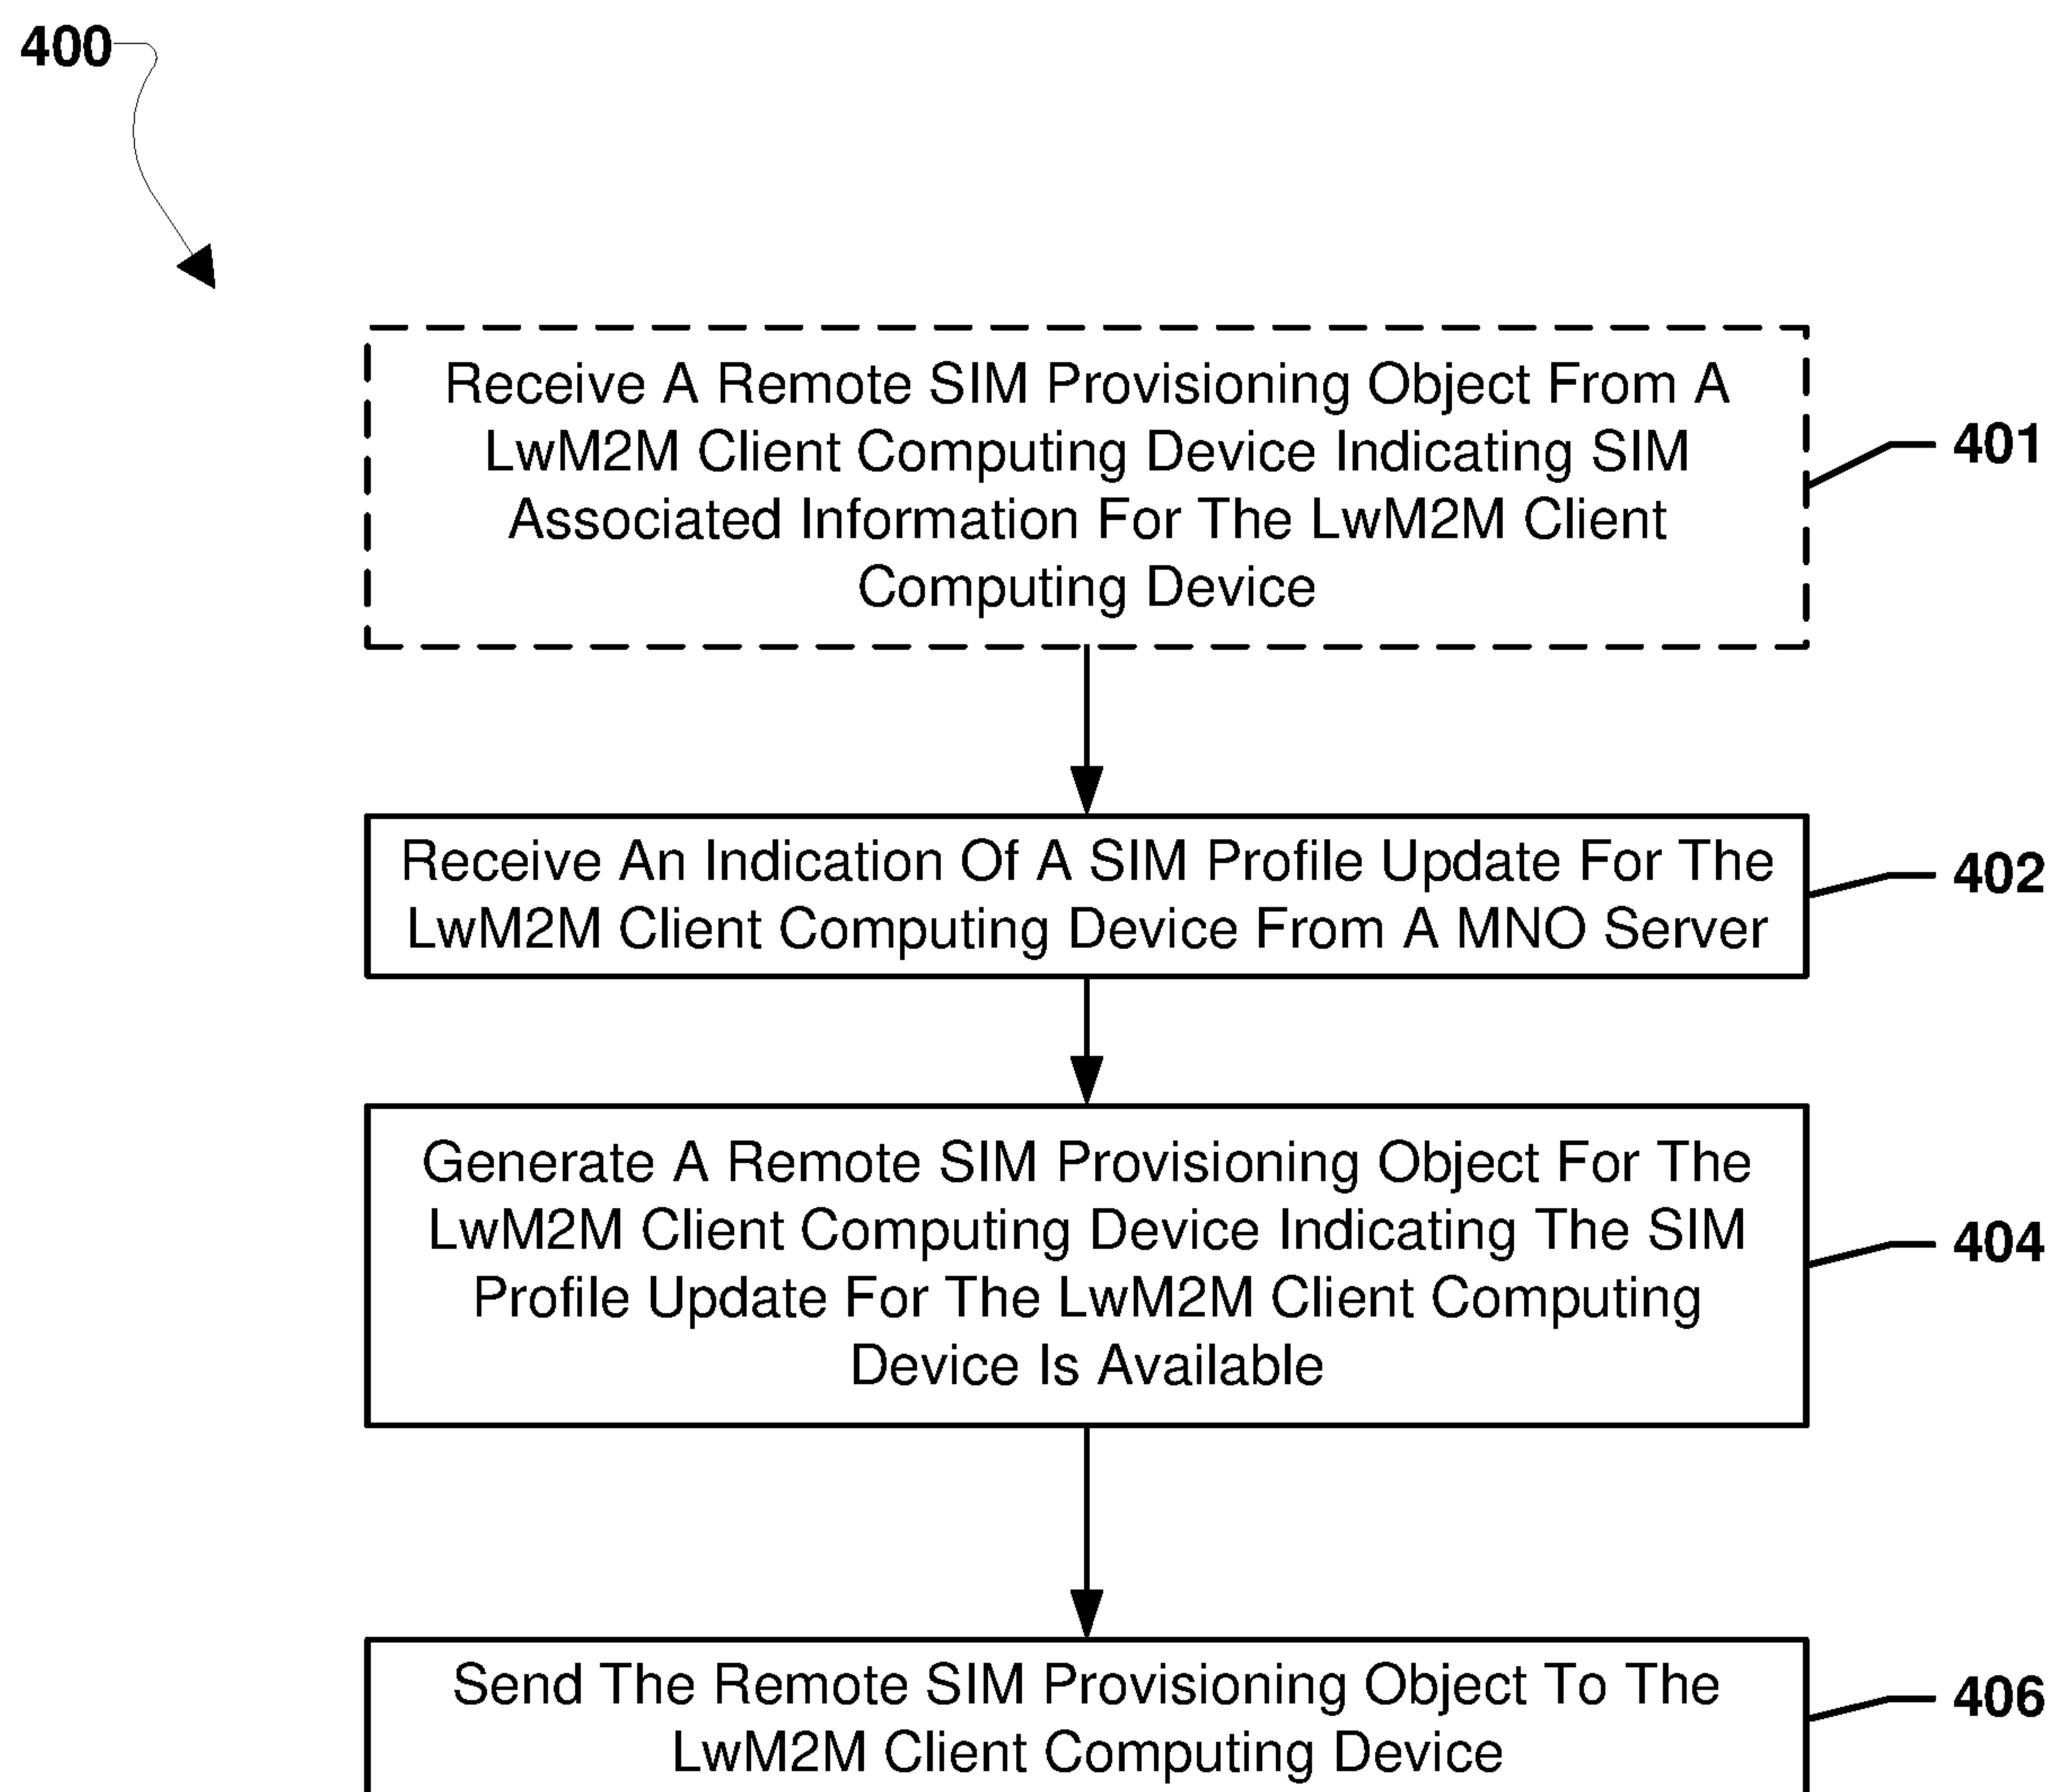 400
Receive A Remote SIM Provisioning Object From A
LwM2M Client Computing Device Indicating SIM
Associated Information For The LwM2M Client
Computing Device
401
Receive An Indication Of A SIM Profile Update For The
LwM2M Client Computing Device From A MNO Server
402
Generate A Remote SIM Provisioning Object For The
LwM2M Client Computing Device Indicating The SIM
Profile Update For The LwM2M Client Computing
Device Is Available
404
Send The Remote SIM Provisioning Object To The
LwM2M Client Computing Device
406